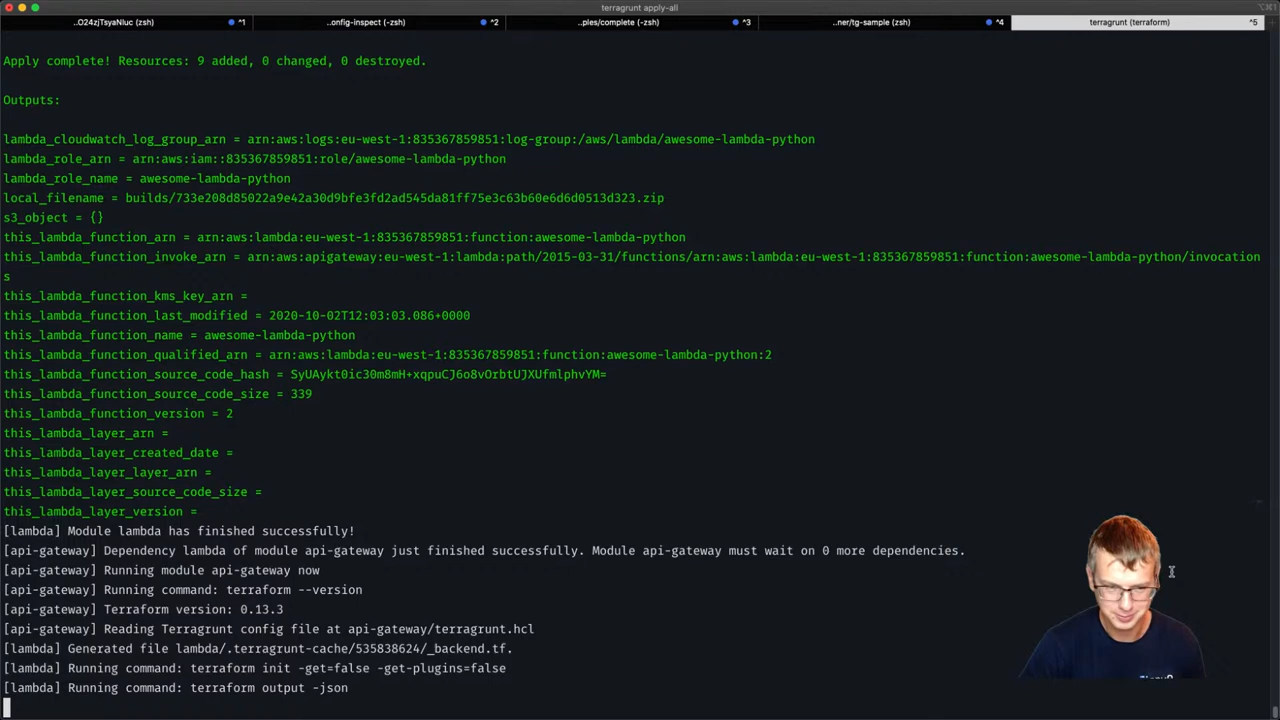 terragrunt apply-all
..O24zjTsyaNIuc (zsh)
^1
..onfig-inspect (-zsh)
^2
..ples/complete (-zsh)
^3
..ner/tg-sample (zsh)
^4
terragrunt (terraform)
^5
Apply complete! Resources: 9 added, 0 changed, 0 destroyed.
Outputs:
lambda_cloudwatch_log_group_arn = arn:aws:logs:eu-west-1:835367859851:log-group:/aws/lambda/awesome-lambda-python
lambda_role_arn = arn:aws:iam::835367859851:role/awesome-lambda-python
lambda_role_name = awesome-lambda-python
local_filename = builds/733e208d85022a9e42a30d9bfe3fd2ad545da81ff75e3c63b60e6d6d0513d323.zip
s3_object = {}
this_lambda_function_arn = arn:aws:lambda:eu-west-1:835367859851:function:awesome-lambda-python
this_lambda_function_invoke_arn = arn:aws:apigateway:eu-west-1:lambda:path/2015-03-31/functions/arn:aws:lambda:eu-west-1:835367859851:function:awesome-lambda-python/invocation
s
this_lambda_function_kms_key_arn =
this_lambda_function_last_modified = 2020-10-02T12:03:03.086+0000
this_lambda_function_name = awesome-lambda-python
this_lambda_function_qualified_arn = arn:aws:lambda:eu-west-1:835367859851:function:awesome-lambda-python:2
this_lambda_function_source_code_hash = SyUAykt0ic30m8mH+xqpuCJ6o8vOrbtUJXUfmlphvYM=
this_lambda_function_source_code_size = 339
this_lambda_function_version = 2
this_lambda_layer_arn =
this_lambda_layer_created_date =
this_lambda_layer_layer_arn =
this_lambda_layer_source_code_size =
this_lambda_layer_version =
[lambda] Module lambda has finished successfully!
[api-gateway] Dependency lambda of module api-gateway just finished successfully. Module api-gateway must wait on 0 more dependencies.
[api-gateway] Running module api-gateway now
[api-gateway] Running command: terraform --version
[api-gateway] Terraform version: 0.13.3
[api-gateway] Reading Terragrunt config file at api-gateway/terragrunt.hcl
[lambda] Generated file lambda/.terragrunt-cache/535838624/_backend.tf.
[lambda] Running command: terraform init -get=false -get-plugins=false
[lambda] Running command: terraform output -json